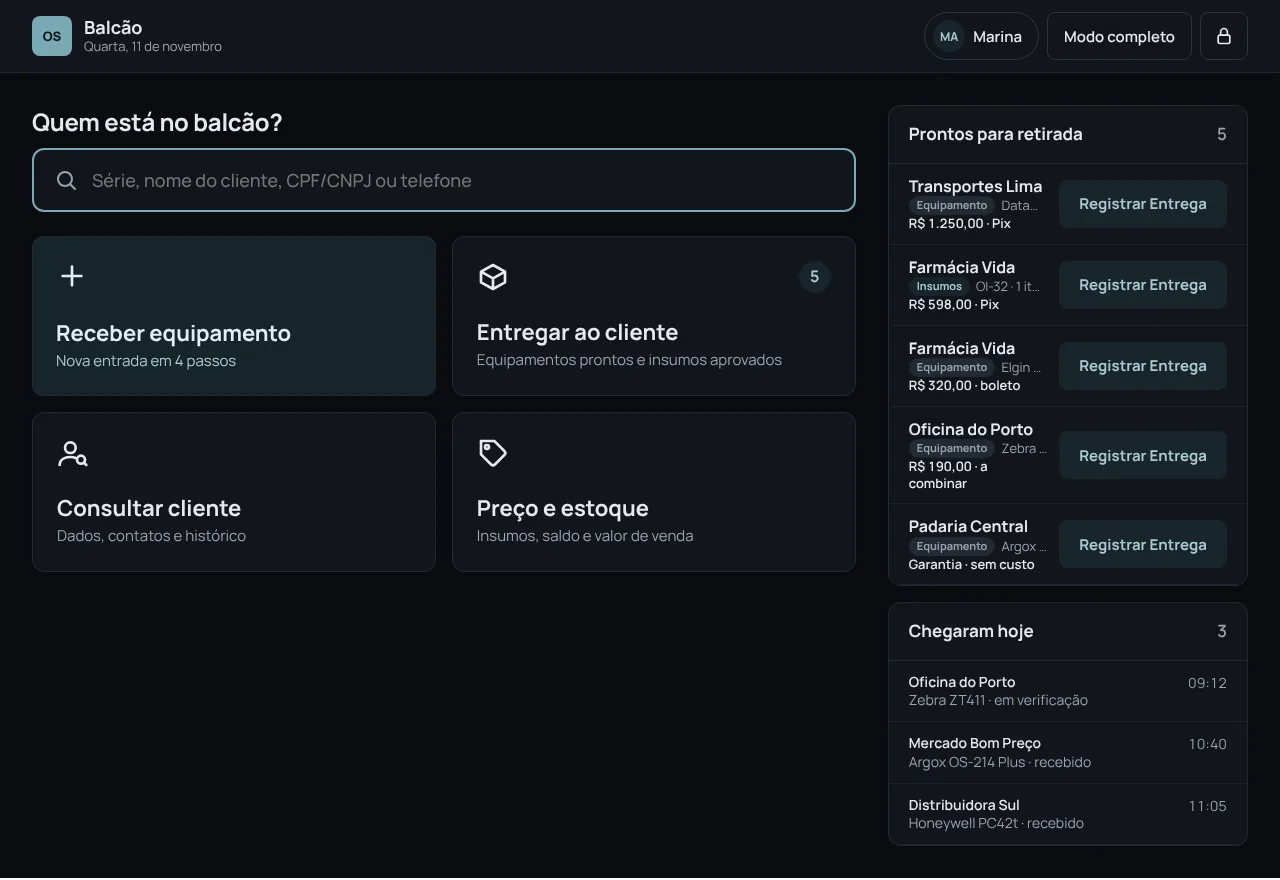 OS
Balcão
Quarta, 11 de novembro
MA
Marina
Modo completo
Quem está no balcão?
Série, nome do cliente, CPF/CNPJ ou telefone
Receber equipamento
Nova entrada em 4 passos
5
Entregar ao cliente
Equipamentos prontos e insumos aprovados
Consultar cliente
Dados, contatos e histórico
Preço e estoque
Insumos, saldo e valor de venda
Prontos para retirada 5
Transportes Lima
Equipamento Data…
R$ 1.250,00 · Pix
Registrar Entrega
Farmácia Vida
Insumos OI-32 · 1 it…
R$ 598,00 · Pix
Registrar Entrega
Farmácia Vida
Equipamento Elgin …
R$ 320,00 · boleto
Registrar Entrega
Oficina do Porto
Equipamento Zebra …
R$ 190,00 · a
combinar
Registrar Entrega
Padaria Central
Equipamento Argox …
Garantia · sem custo
Registrar Entrega
Chegaram hoje 3
Oficina do Porto 09:12
Zebra ZT411 · em verificação
Mercado Bom Preço 10:40
Argox OS-214 Plus · recebido
Distribuidora Sul 11:05
Honeywell PC42t · recebido